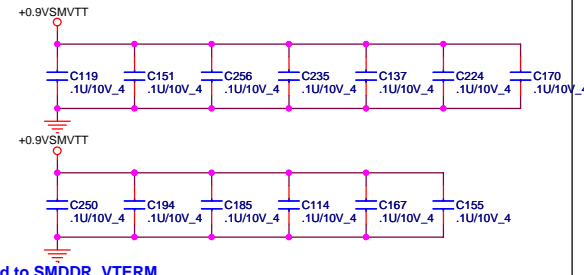 +0.9VSMVTT
C119 C151 C256 C235 C137 C224 C170
.1U/10V_4 .1U/10V_4 .1U/10V_4 .1U/10V_4 .1U/10V_4 .1U/10V_4 .1U/10V_4
+0.9VSMVTT
C250 C194 C185 C114 C167 C155
.1U/10V_4 .1U/10V_4 .1U/10V_4 .1U/10V_4 .1U/10V_4 .1U/10V_4
d to SMDDR_VTERM